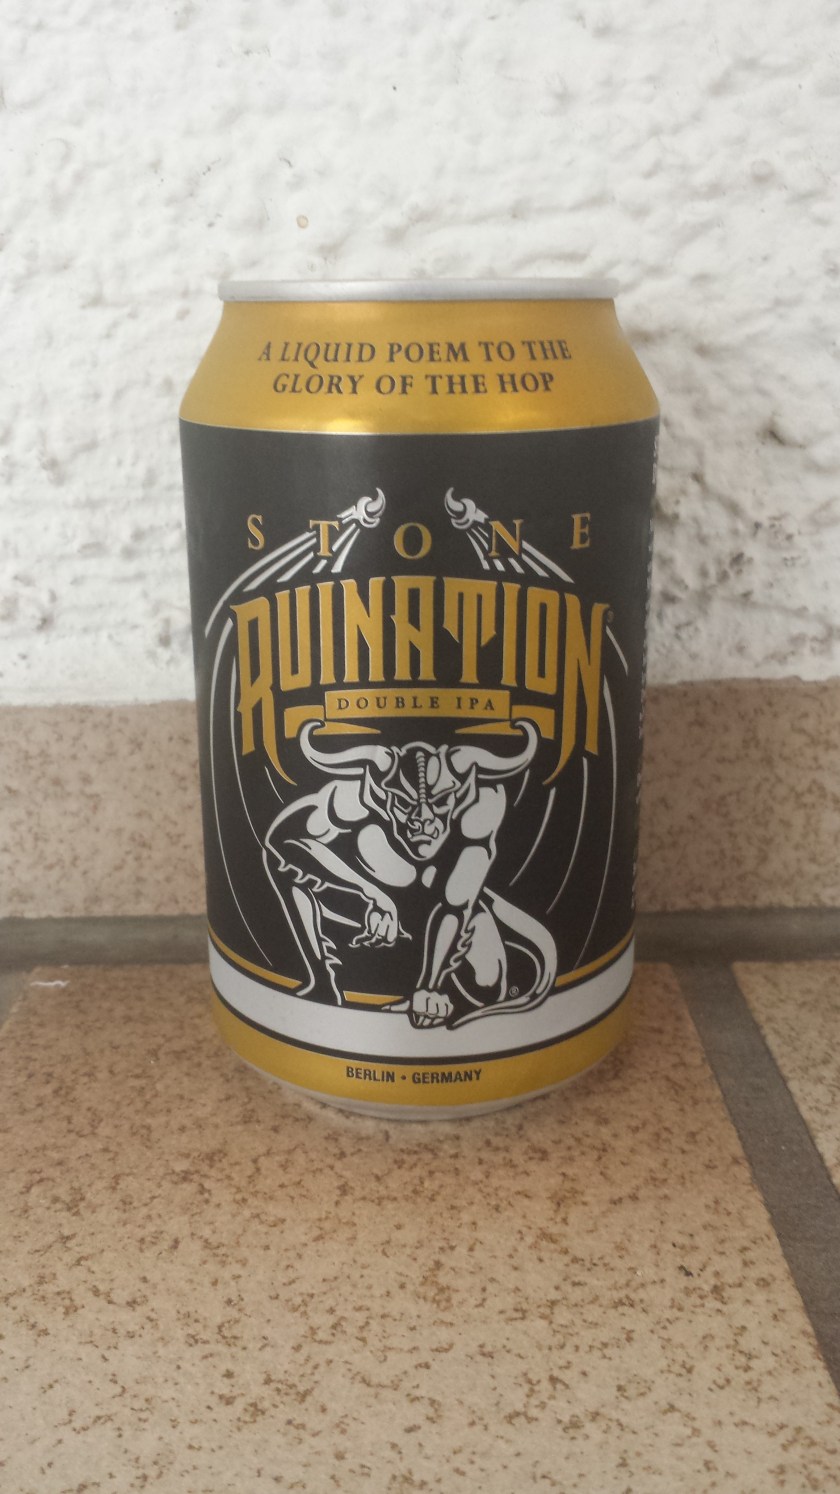 A LIQUID POEM TO THE
GLORY OF THE HOP
STONE
RUINATION
DOUBLE IPA
®
BERLIN • GERMANY